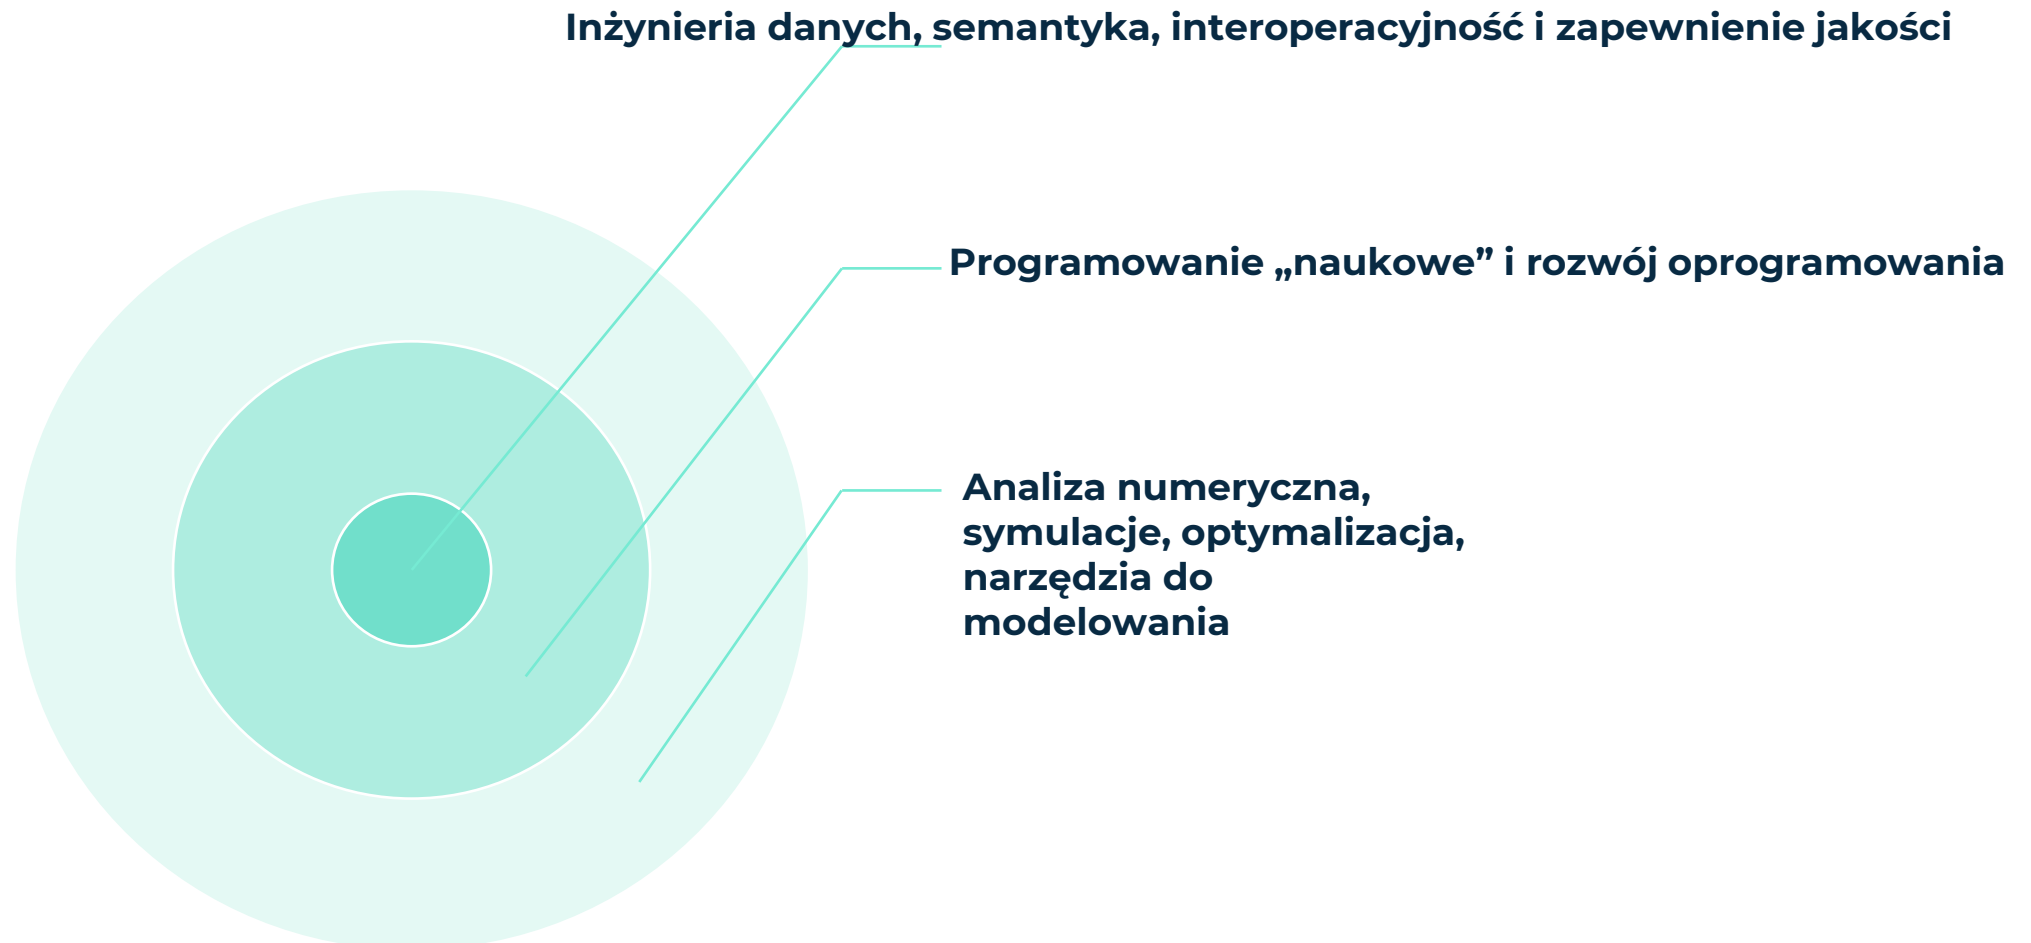 Inżynieria danych, semantyka, interoperacyjność i zapewnienie jakości
Programowanie „naukowe” i rozwój oprogramowania
Analiza numeryczna,
symulacje, optymalizacja,
narzędzia do
modelowania